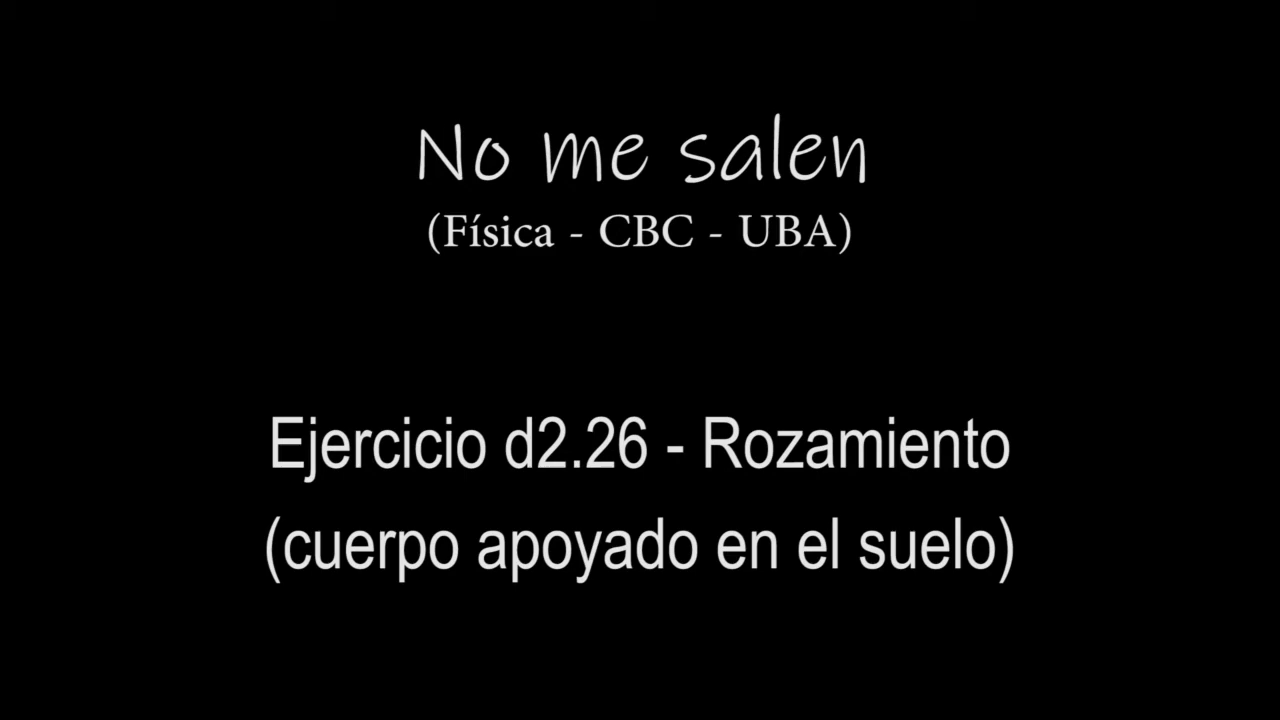 No me salen
(Física - CBC - UBA)
Ejercicio d2.26 - Rozamiento
(cuerpo apoyado en el suelo)